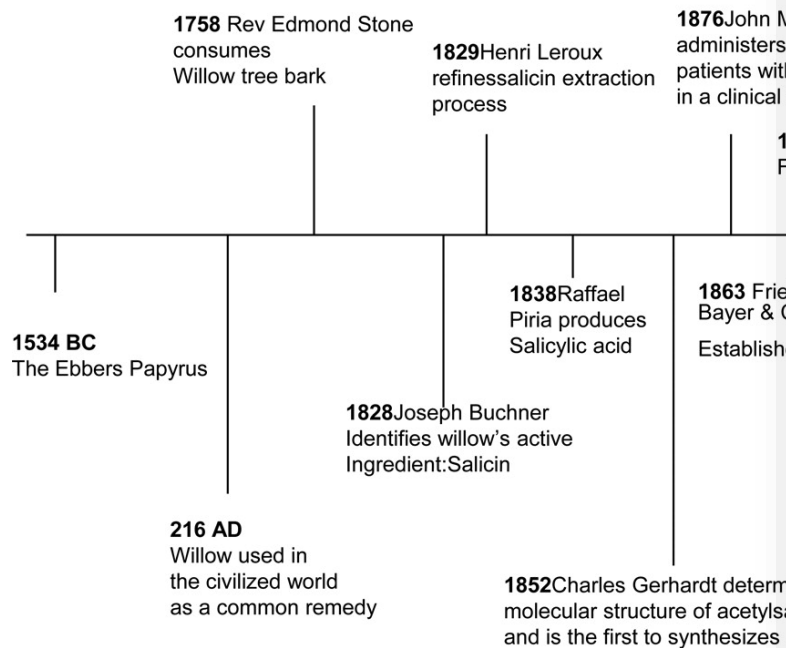 1758 Rev Edmond Stone
consumes
Willow tree bark
1829Henri Leroux
refinessalicin extraction
process
1876John
administers
patients
in a clinical
1534 BC
The Ebbers Papyrus
216 AD
Willow used in
the civilized world
as a common remedy
1828Joseph Buchner
Identifies willow's active
Ingredient:Salicin
1838Raffael
Piria produces
Salicylic acid
1852Charles Gerhardt
molecular structure of
and is the first to synthesizes
1863
Bayer &